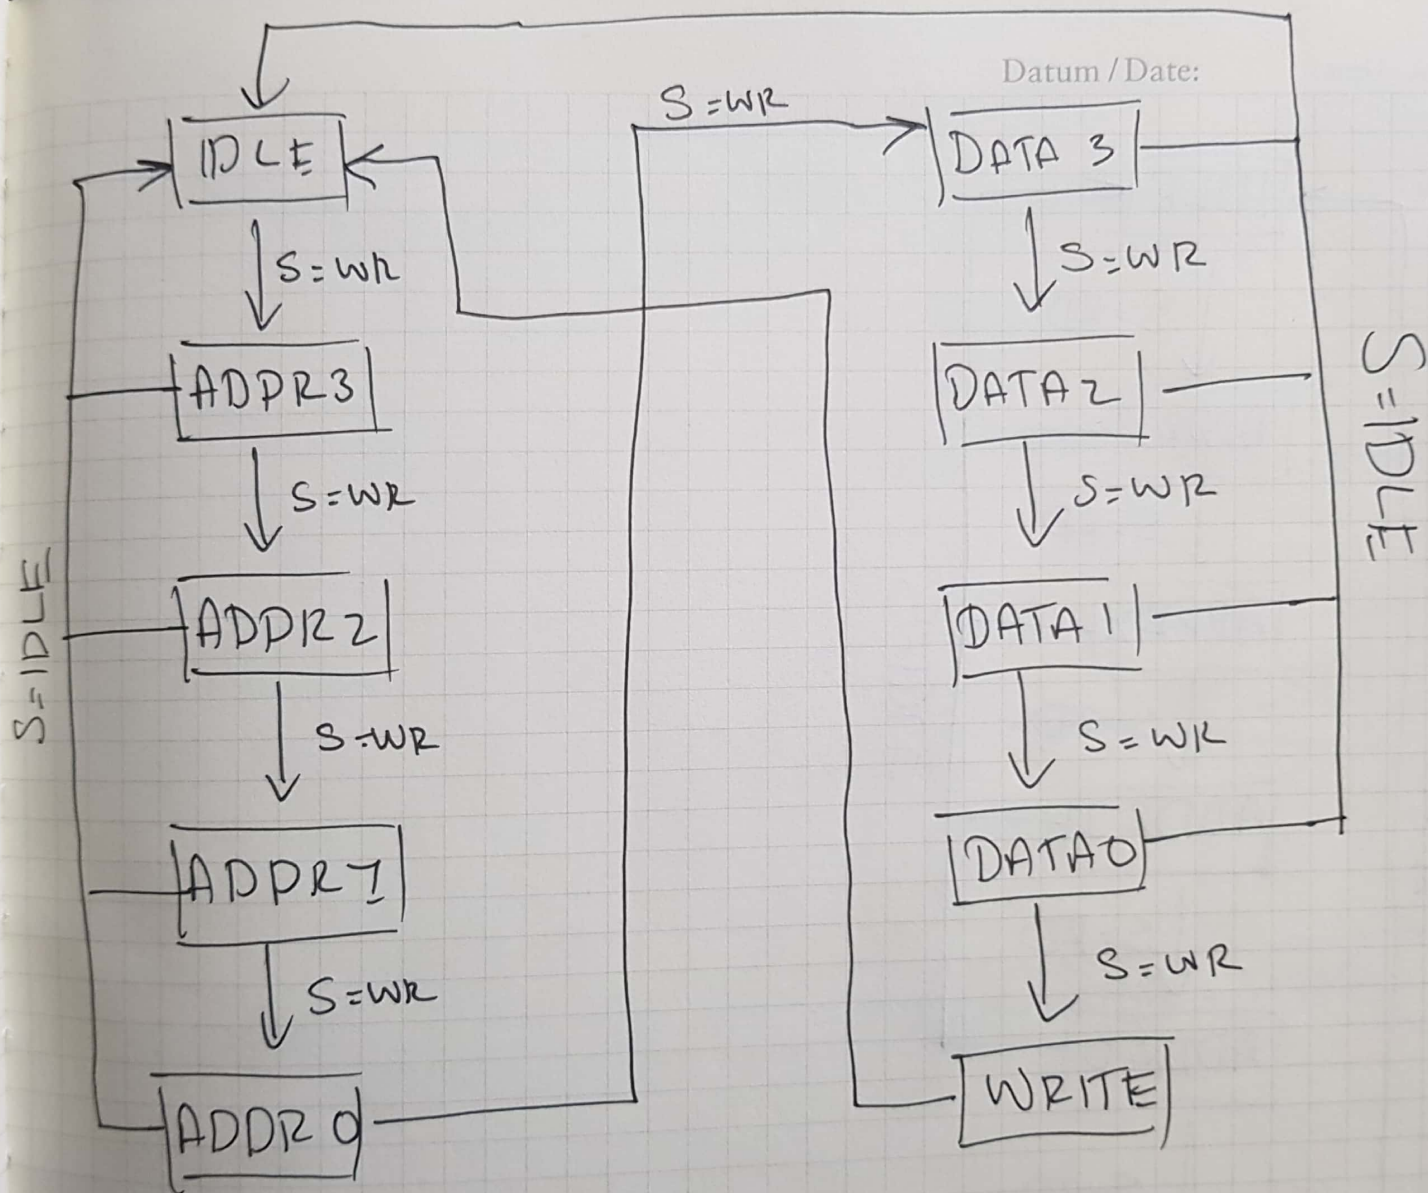 Datum / Date:
IDLE
S=WR
ADDR3
S=WR
ADDR2
S=WR
ADDR1
S=WR
ADDR0
S=IDLE
S=WR
DATA 3
S=WR
DATA2
S=WR
DATA1
S=WR
DATA0
S=WR
WRITE
S=IDLE